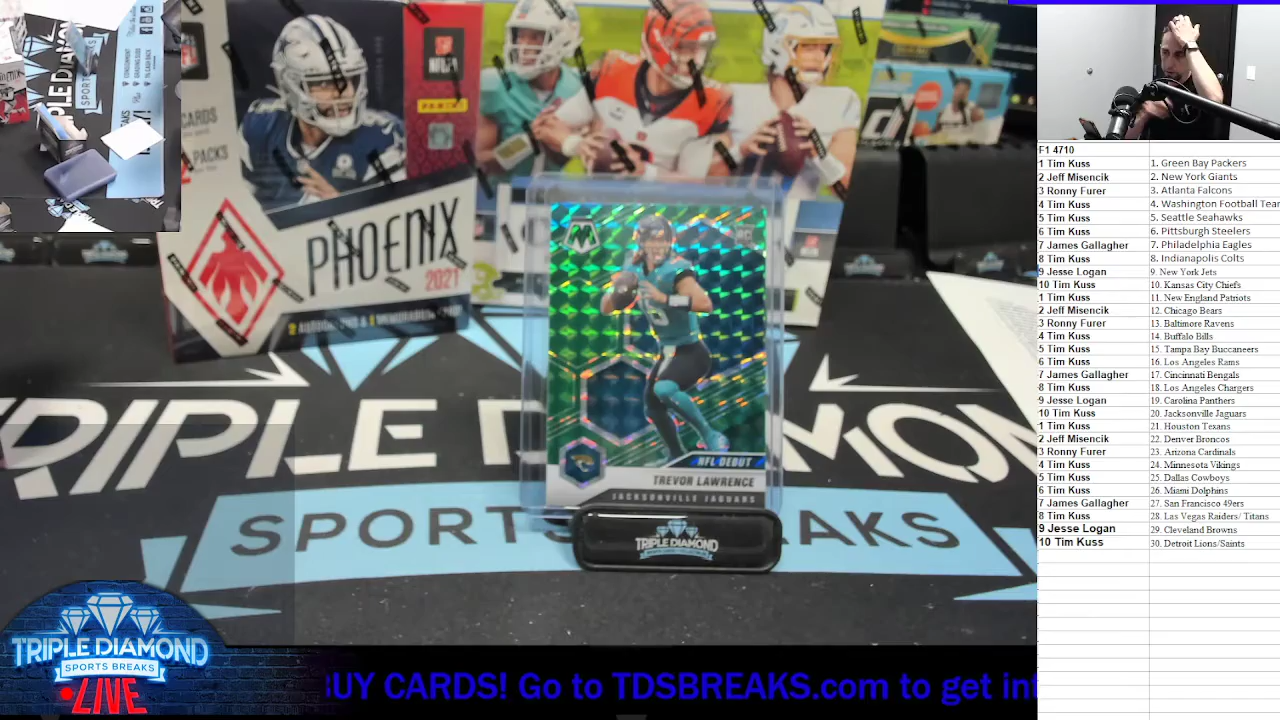 CARDS
PACKS
PANINI
PHOENIX
2021
NFL DEBUT
TREVOR LAWRENCE
JACKSONVILLE JAGUARS
TRIPLE DIAMOND
SPORTS BREAKS
TRIPLE DIAMOND
TRIPLE DIAMOND
SPORTS BREAKS
LIVE
BUY CARDS! Go to TDSBREAKS.com to get int
F1 4710
1 Tim Kuss 1. Green Bay Packers
2 Jeff Misencik 2. New York Giants
3 Ronny Furer 3. Atlanta Falcons
4 Tim Kuss 4. Washington Football Team
5 Tim Kuss 5. Seattle Seahawks
6 Tim Kuss 6. Pittsburgh Steelers
7 James Gallagher 7. Philadelphia Eagles
8 Tim Kuss 8. Indianapolis Colts
9 Jesse Logan 9. New York Jets
10 Tim Kuss 10. Kansas City Chiefs
1 Tim Kuss 11. New England Patriots
2 Jeff Misencik 12. Chicago Bears
3 Ronny Furer 13. Baltimore Ravens
4 Tim Kuss 14. Buffalo Bills
5 Tim Kuss 15. Tampa Bay Buccaneers
6 Tim Kuss 16. Los Angeles Rams
7 James Gallagher 17. Cincinnati Bengals
8 Tim Kuss 18. Los Angeles Chargers
9 Jesse Logan 19. Carolina Panthers
10 Tim Kuss 20. Jacksonville Jaguars
1 Tim Kuss 21. Houston Texans
2 Jeff Misencik 22. Denver Broncos
3 Ronny Furer 23. Arizona Cardinals
4 Tim Kuss 24. Minnesota Vikings
5 Tim Kuss 25. Dallas Cowboys
6 Tim Kuss 26. Miami Dolphins
7 James Gallagher 27. San Francisco 49ers
8 Tim Kuss 28. Las Vegas Raiders/ Titans
9 Jesse Logan 29. Cleveland Browns
10 Tim Kuss 30. Detroit Lions/Saints